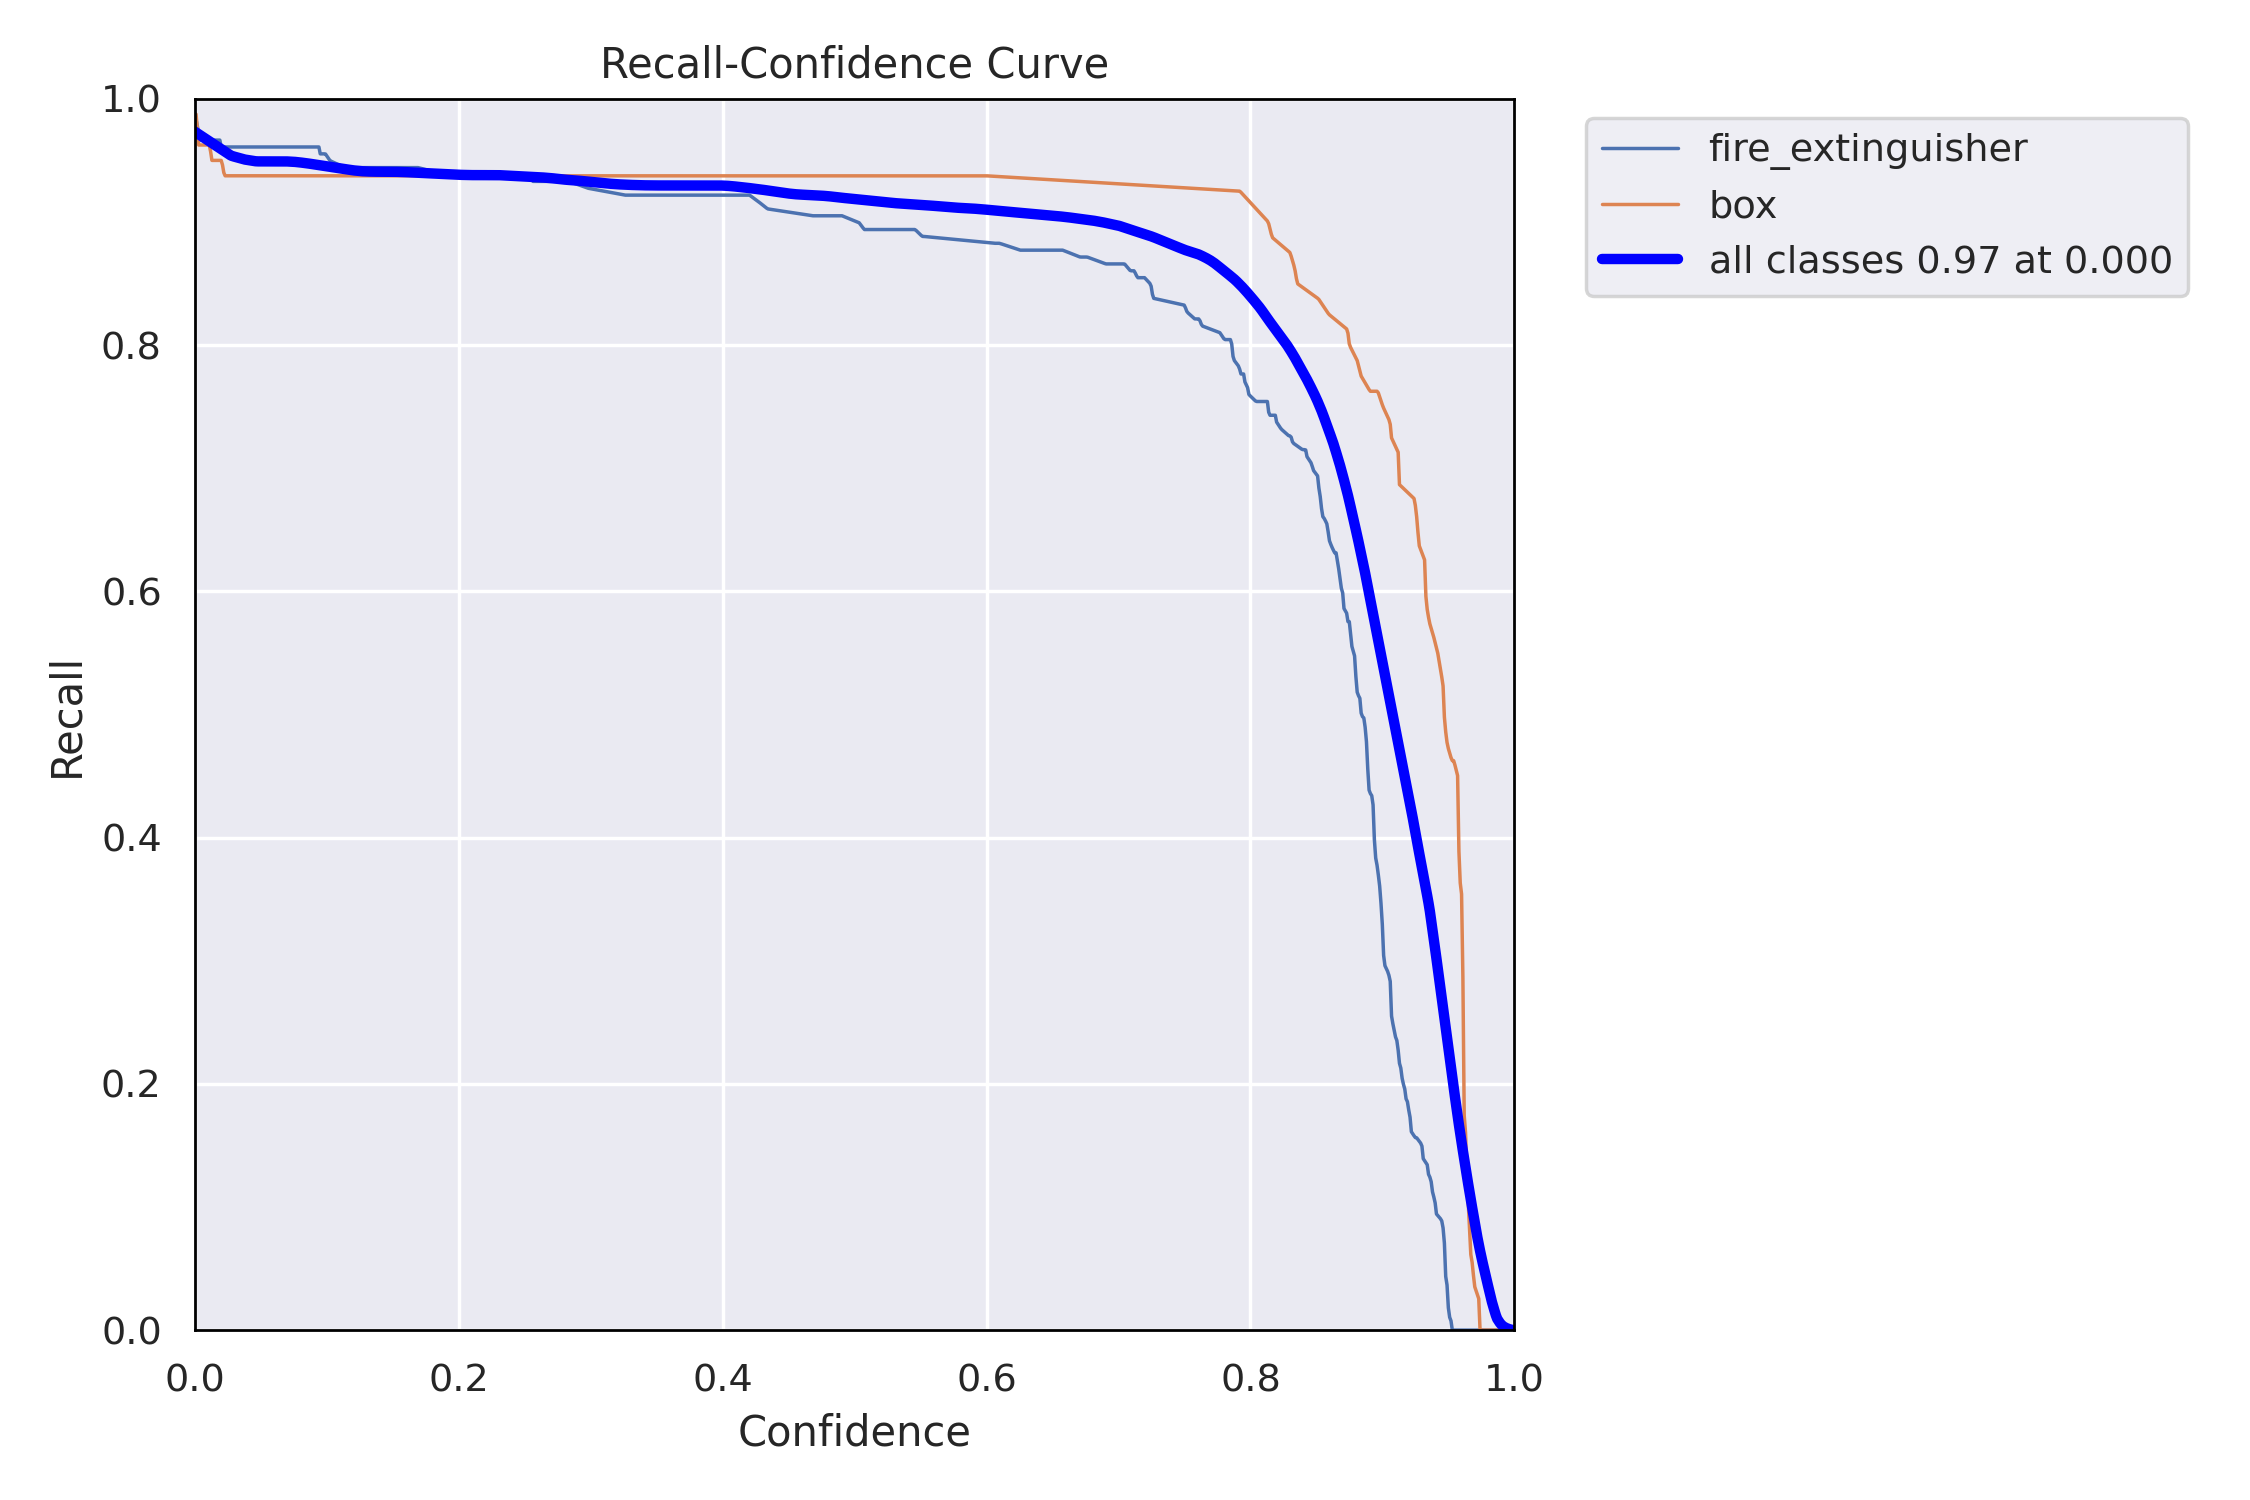 Recall-Confidence Curve
1.0
0.8
0.6
0.4
0.2
0.0
Recall
0.0 0.2 0.4 0.6 0.8 1.0
Confidence
fire_extinguisher
box
all classes 0.97 at 0.000